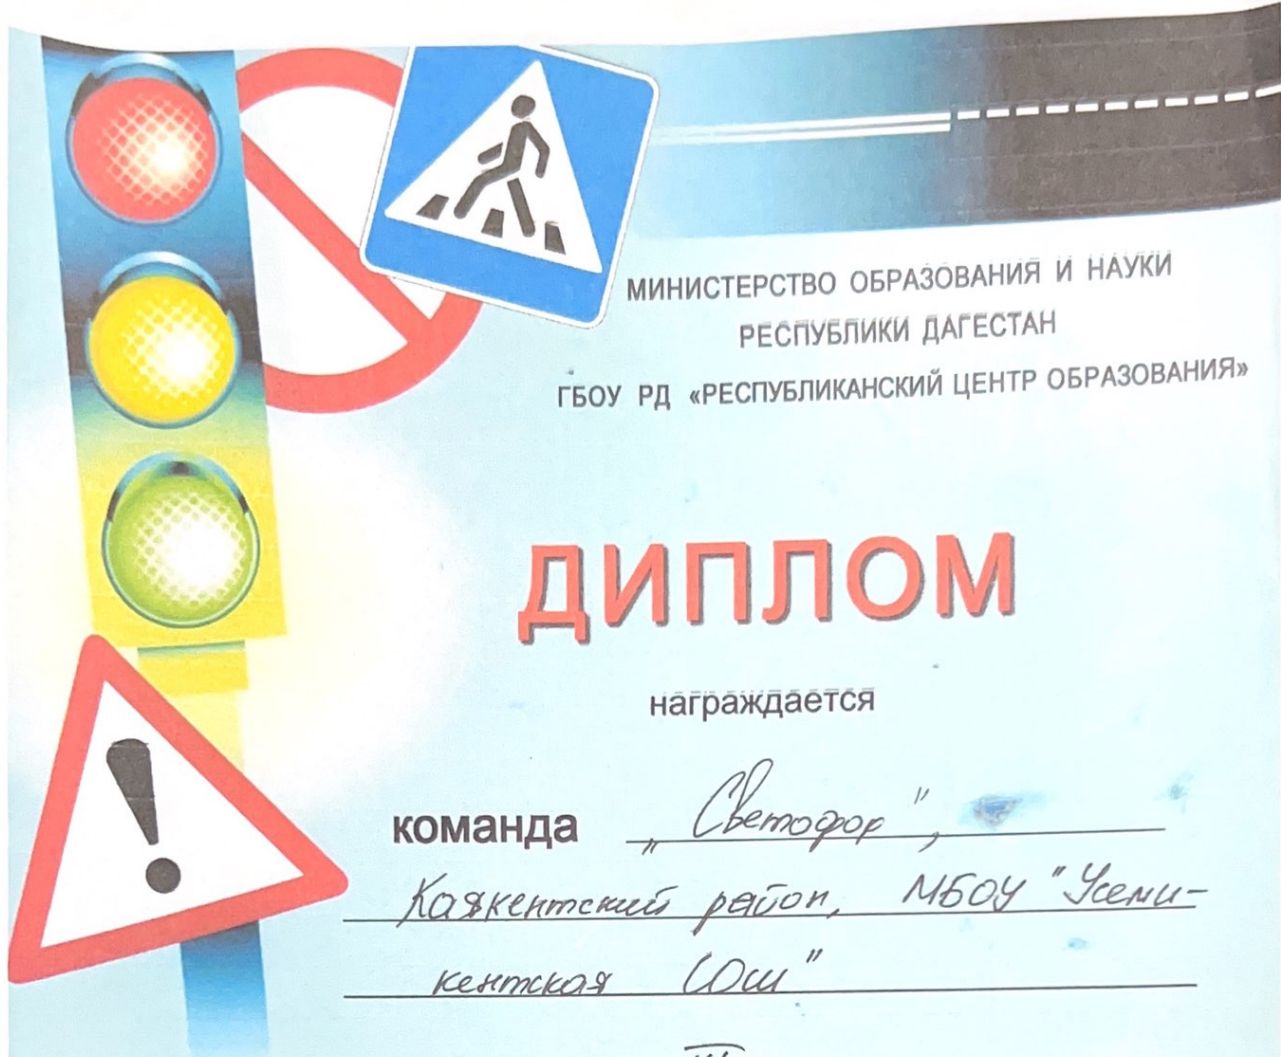 МИНИСТЕРСТВО ОБРАЗОВАНИЯ И НАУКИ
РЕСПУБЛИКИ ДАГЕСТАН
ГБОУ РД «РЕСПУБЛИКАНСКИЙ ЦЕНТР ОБРАЗОВАНИЯ»
ДИПЛОМ
награждается
команда „Светофор",
Каякентский район, МБОУ "Усеми-
кентская СОШ"